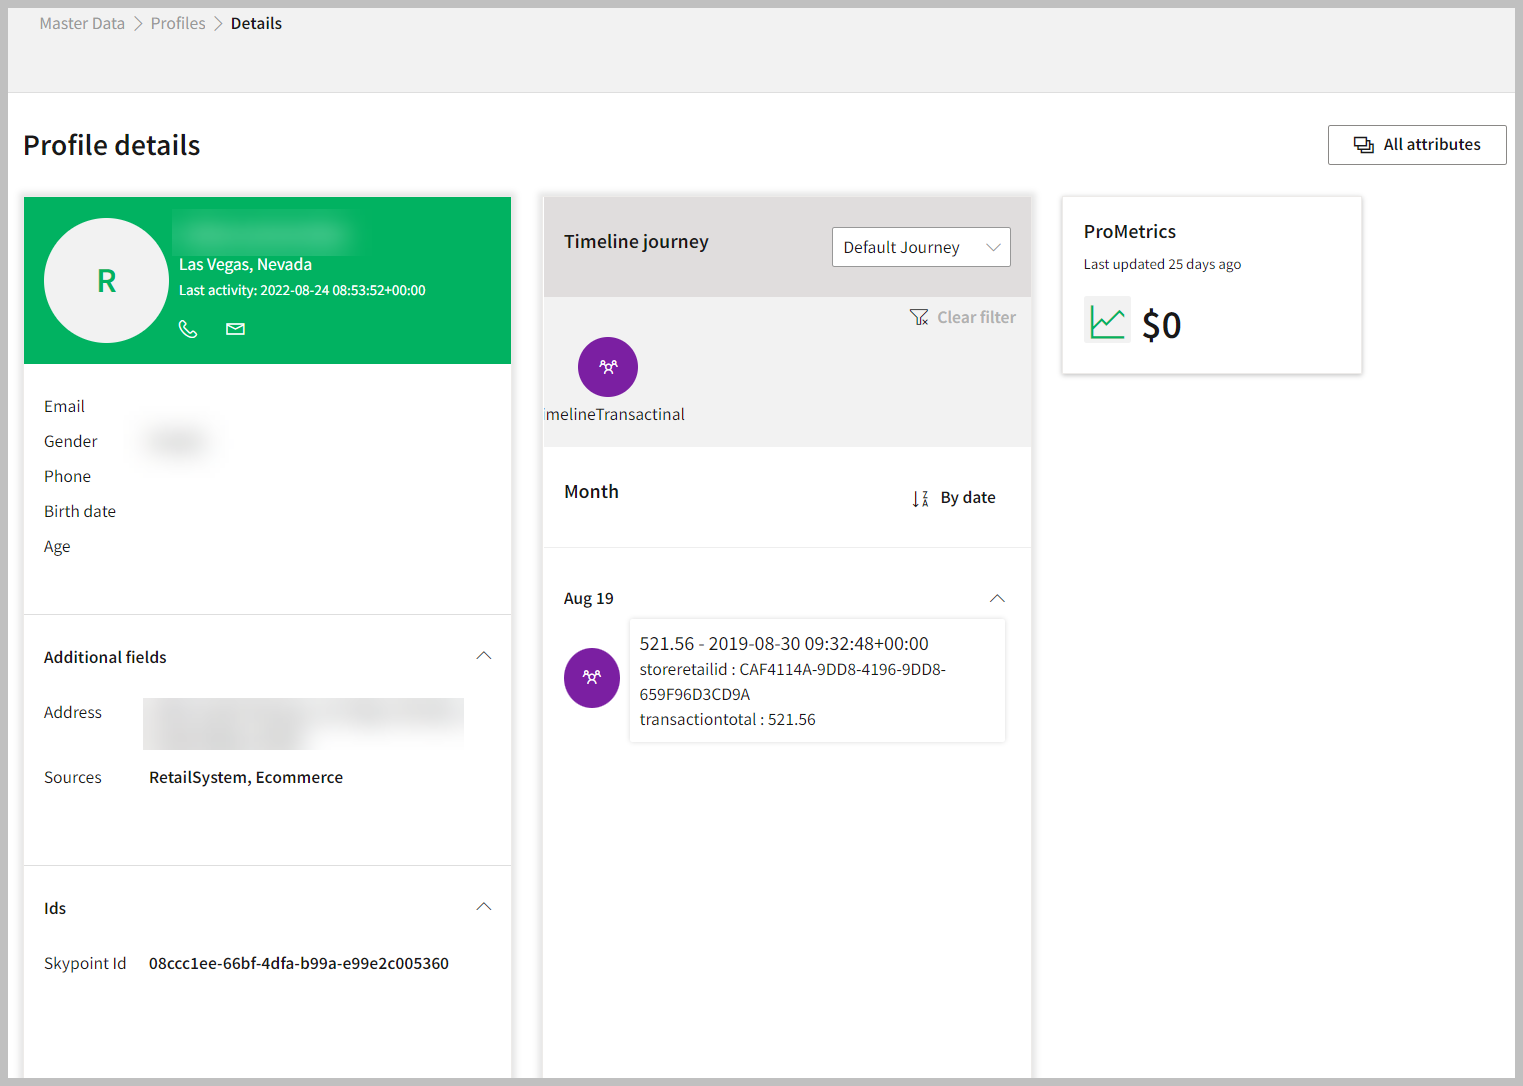 Master Data > Profiles > Details
Profile details
All attributes
R
Las Vegas, Nevada
Last activity: 2022-08-24 08:53:52+00:00
Email
Gender
Phone
Birth date
Age
Additional fields
Address
Sources RetailSystem, Ecommerce
Ids
Skypoint Id 08ccc1ee-66bf-4dfa-b99a-e99e2c005360
Timeline journey
Default Journey
Clear filter
imelineTransactinal
Month
By date
Aug 19
521.56 - 2019-08-30 09:32:48+00:00
storeretailid : CAF4114A-9DD8-4196-9DD8-
659F96D3CD9A
transactiontotal : 521.56
ProMetrics
Last updated 25 days ago
$0